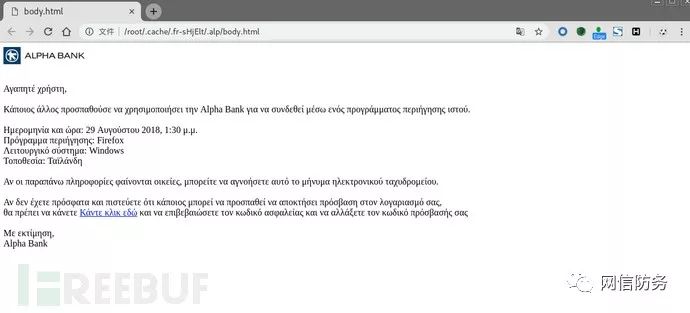 body.html
文件
/root/.cache/.fr-sHjElt/.alp/body.html
ALPHA BANK
Αγαπητέ χρήστη,
Κάποιος άλλος προσπαθούσε να χρησιμοποιήσει την Alpha Bank για να συνδεθεί μέσω ενός προγράμματος περιήγησης ιστού.
Ημερομηνία και ώρα: 29 Αυγούστου 2018, 1:30 μ.μ.
Πρόγραμμα περιήγησης: Firefox
Λειτουργικό σύστημα: Windows
Τοποθεσία: Ταϊλάνδη
Αν οι παραπάνω πληροφορίες φαίνονται οικείες, μπορείτε να αγνοήσετε αυτό το μήνυμα ηλεκτρονικού ταχυδρομείου.
Αν δεν έχετε πρόσφατα και πιστεύετε ότι κάποιος μπορεί να προσπαθεί να αποκτήσει πρόσβαση στον λογαριασμό σας,
θα πρέπει να κάνετε Κάντε κλικ εδώ και να επιβεβαιώσετε τον κωδικό ασφαλείας και να αλλάξετε τον κωδικό πρόσβασής σας
Με εκτίμηση,
Alpha Bank
FREEBUF
网信防务